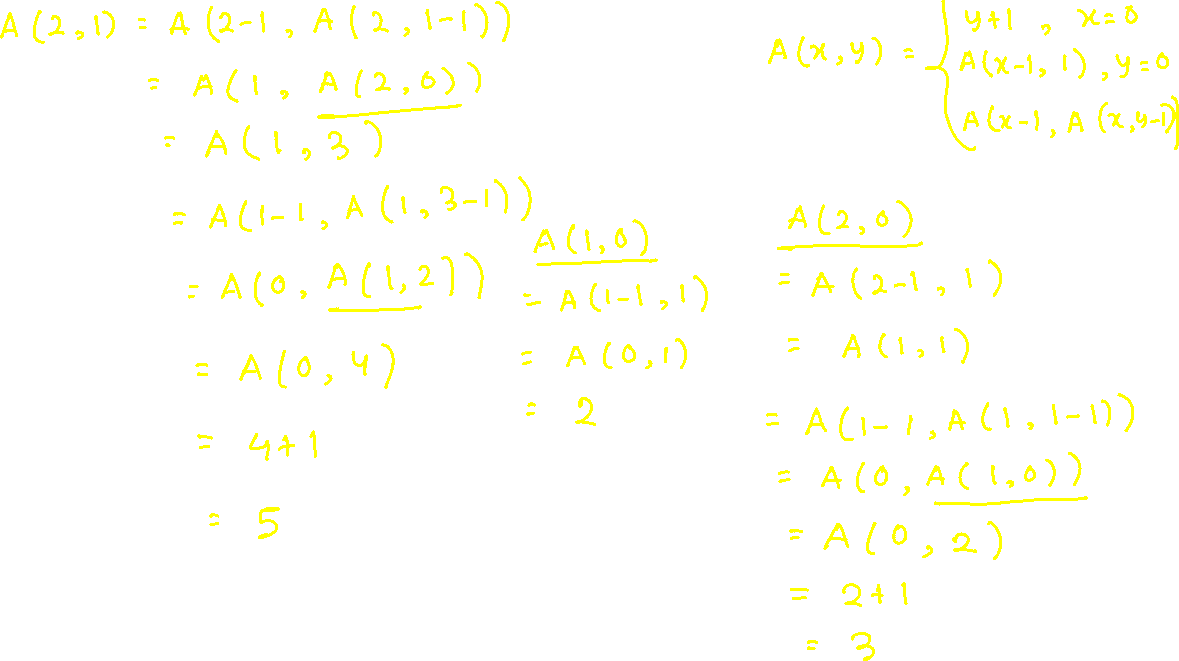 A(2,1) = A(2-1, A(2,1-1))
= A(1, A(2,0))
= A(1,3)
= A(1-1, A(1,3-1))
= A(0, A(1,2))
= A(0,4)
= 4+1
= 5
A(1,0)
= A(1-1,1)
= A(0,1)
= 2
A(x,y) =
y+1, x=0
A(x-1,1), y=0
A(x-1, A(x,y-1)
A(2,0)
= A(2-1,1)
= A(1,1)
= A(1-1, A(1,1-1))
= A(0, A(1,0))
= A(0,2)
= 2+1
= 3